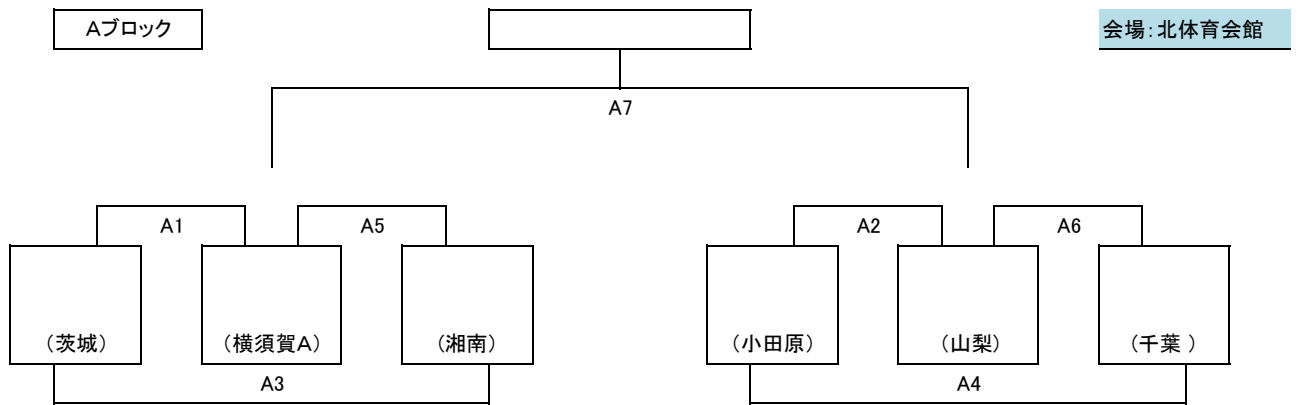 Aブロック
会場：北体育会館
A7
A1
A5
A2
A6
（茨城）
（横須賀A）
（湘南）
（小田原）
（山梨）
（千葉 ）
A3
A4